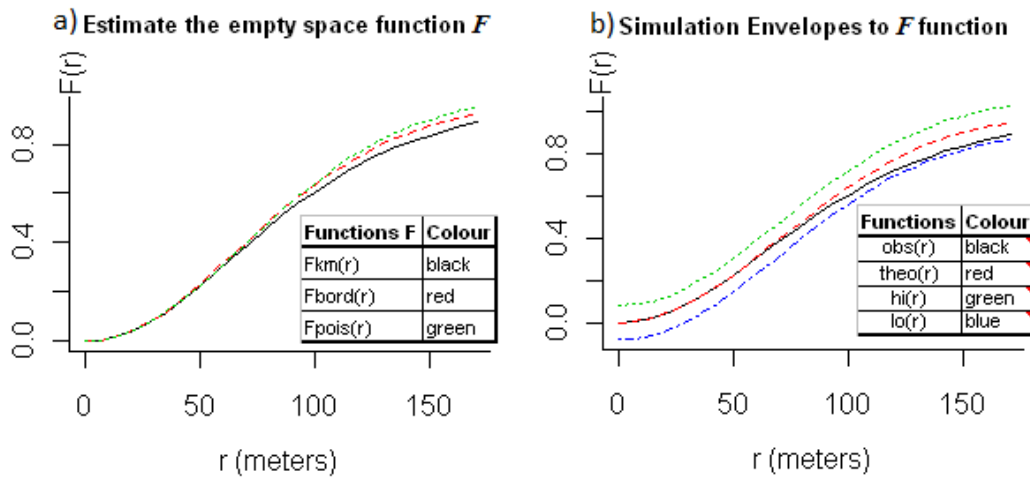 a) Estimate the empty space function F
F(r)
0.8
0.4
0.0
Functions F Colour
Fkm(r) black
Fbord(r) red
Fpois(r) green
0 50 100 150
r (meters)
b) Simulation Envelopes to F function
F(r)
0.8
0.4
0.0
Functions Colour
obs(r) black
theo(r) red
hi(r) green
lo(r) blue
0 50 100 150
r (meters)